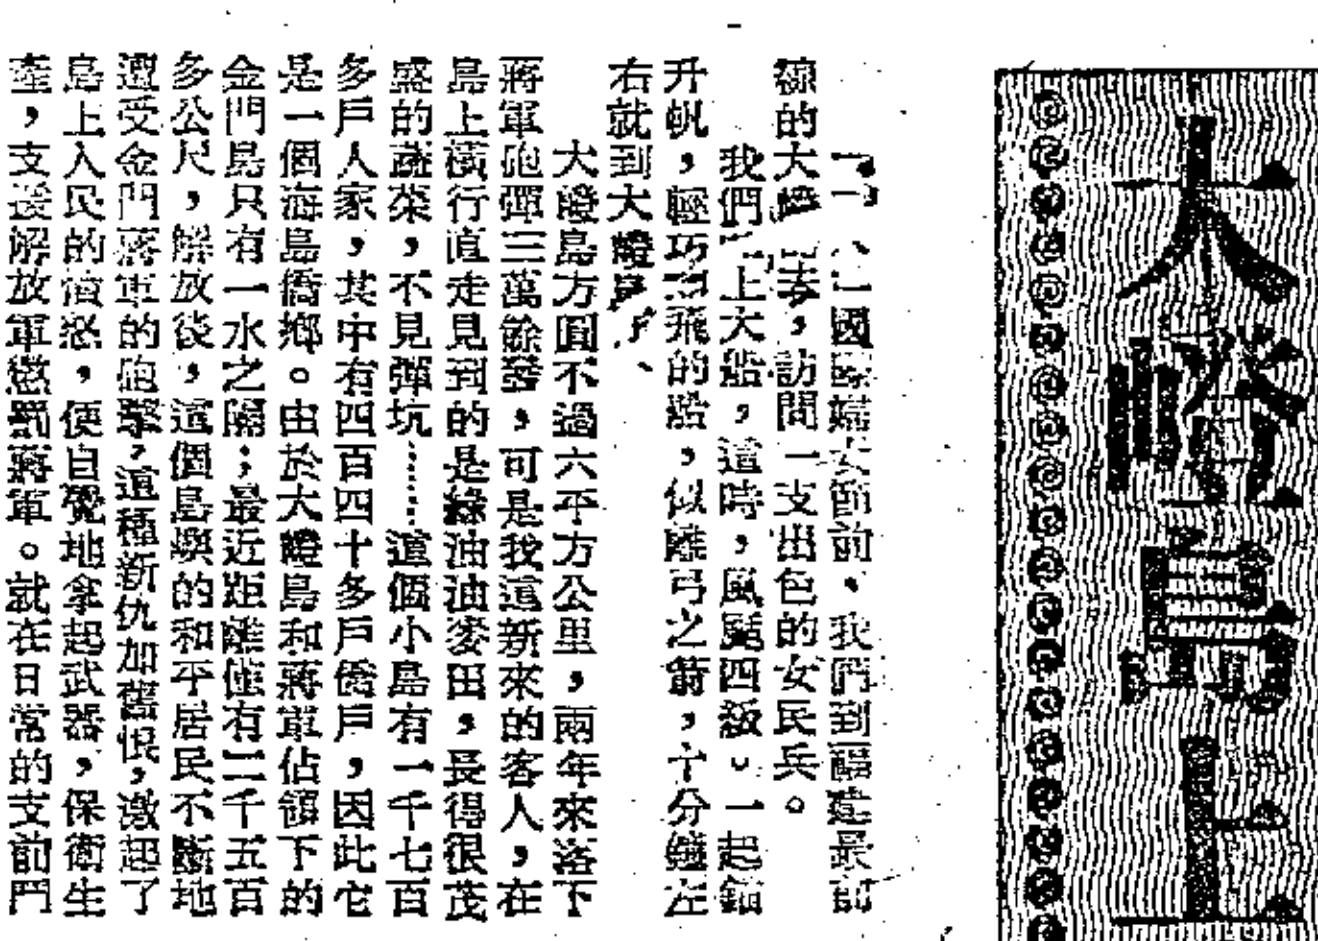 大嶝島上
「三八」國際婦女節前，我們到福建最前
線的大嶝島去，訪問一支出色的女民兵。
我們上大船，這時，風颳四級。一起錨
升帆，輕巧如飛的船，似離弓之箭，十分鐘左
右就到大嶝島、
大嶝島方圓不過六平方公里，兩年來洛下
蔣軍砲彈三萬餘發，可是我這新來的客人，在
島上橫行直走見到的是綠油油麥田，長得很茂
盛的蔬菜，不見彈坑……這個小島有一千七百
多戶人家，其中有四百四十多戶僑戶，因此它
是一個海島僑鄉。由於大嶝島和蔣軍佔領下的
金門島只有一水之隔；最近距離僅有二千五百
多公尺，解放後，這個島嶼的和平居民不斷地
遭受金門蔣軍的砲擊，這種新仇加舊恨，激起了
島上人民的憤怒，便自覺地拿起武器，保衛生
產，支援解放軍懲罰蔣軍。就在日常的支前鬥